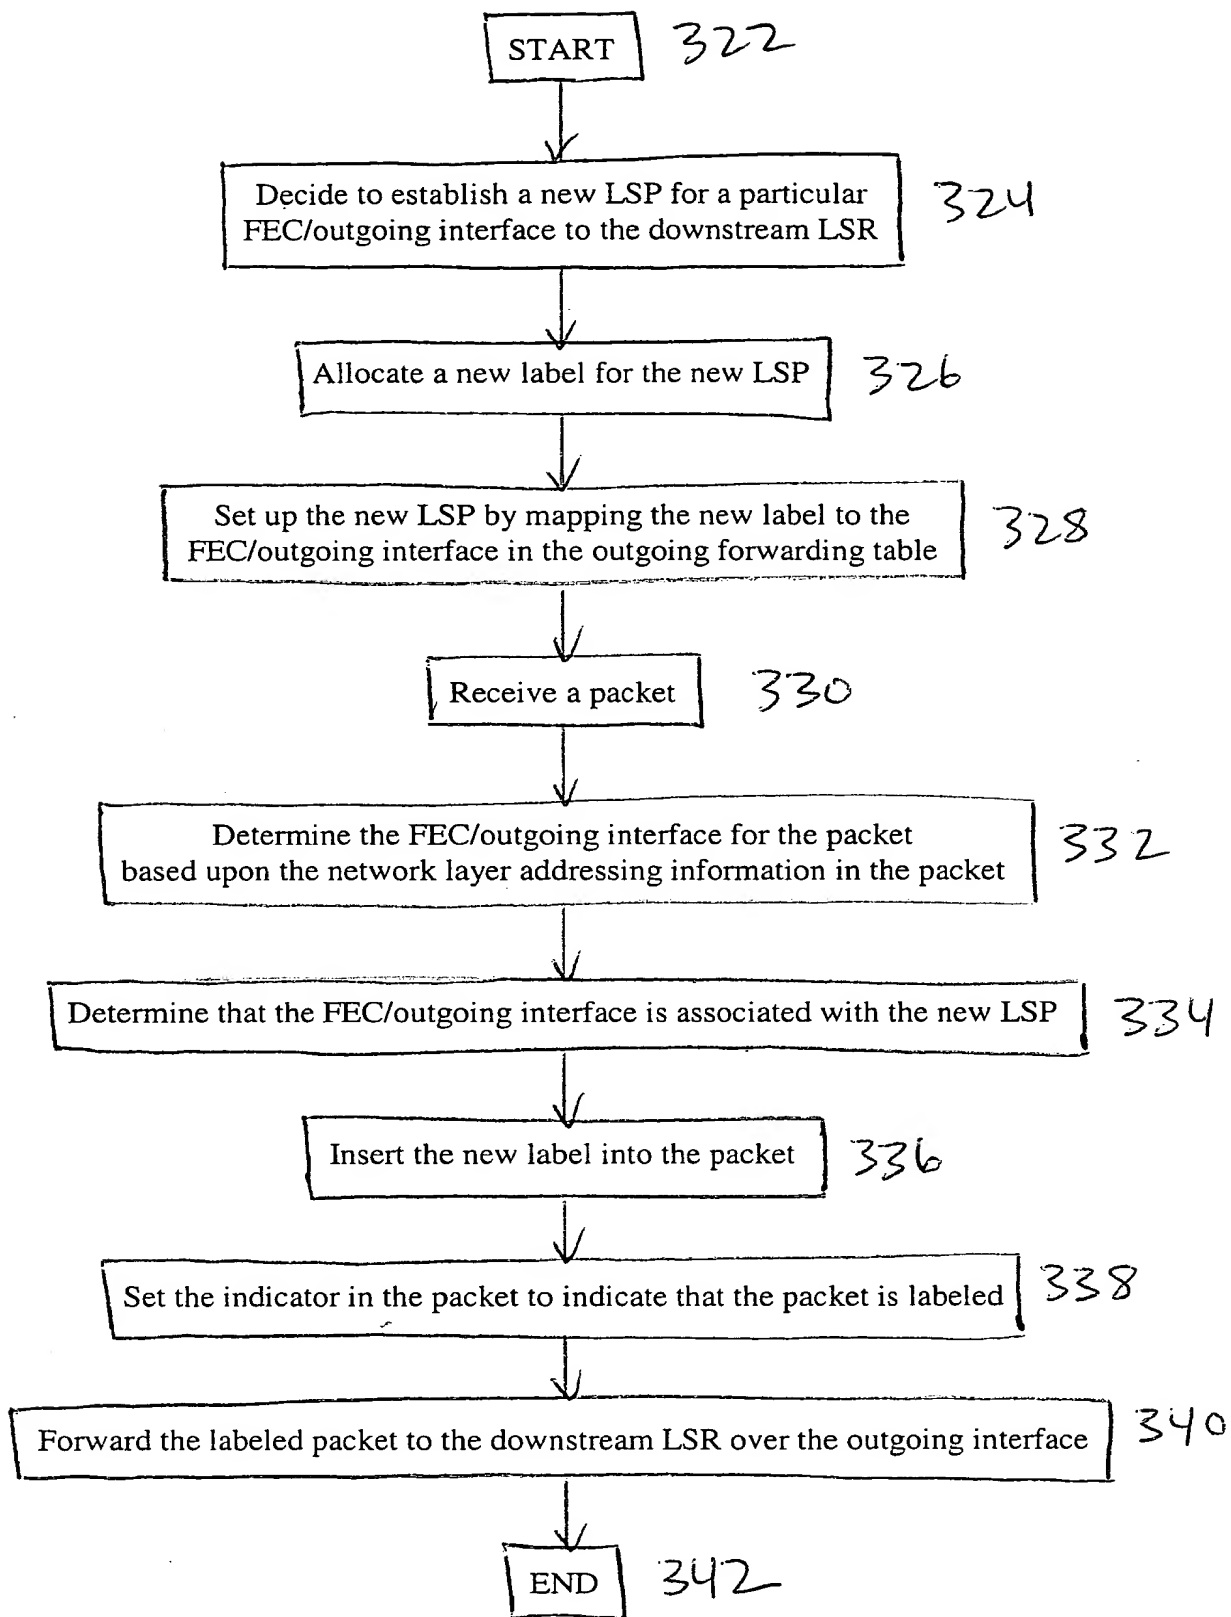 START 322
Decide to establish a new LSP for a particular
FEC/outgoing interface to the downstream LSR 324
Allocate a new label for the new LSP 326
Set up the new LSP by mapping the new label to the
FEC/outgoing interface in the outgoing forwarding table 328
Receive a packet 330
Determine the FEC/outgoing interface for the packet
based upon the network layer addressing information in the packet 332
Determine that the FEC/outgoing interface is associated with the new LSP 334
Insert the new label into the packet 336
Set the indicator in the packet to indicate that the packet is labeled 338
Forward the labeled packet to the downstream LSR over the outgoing interface 340
END 342